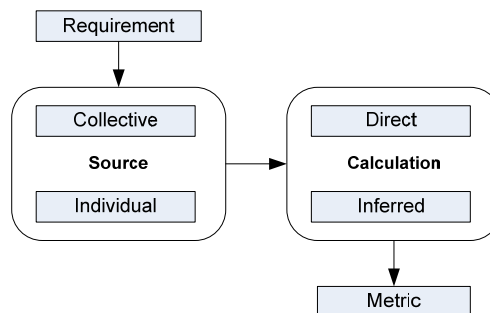 Requirement
Collective
Source
Individual
Direct
Calculation
Inferred
Metric